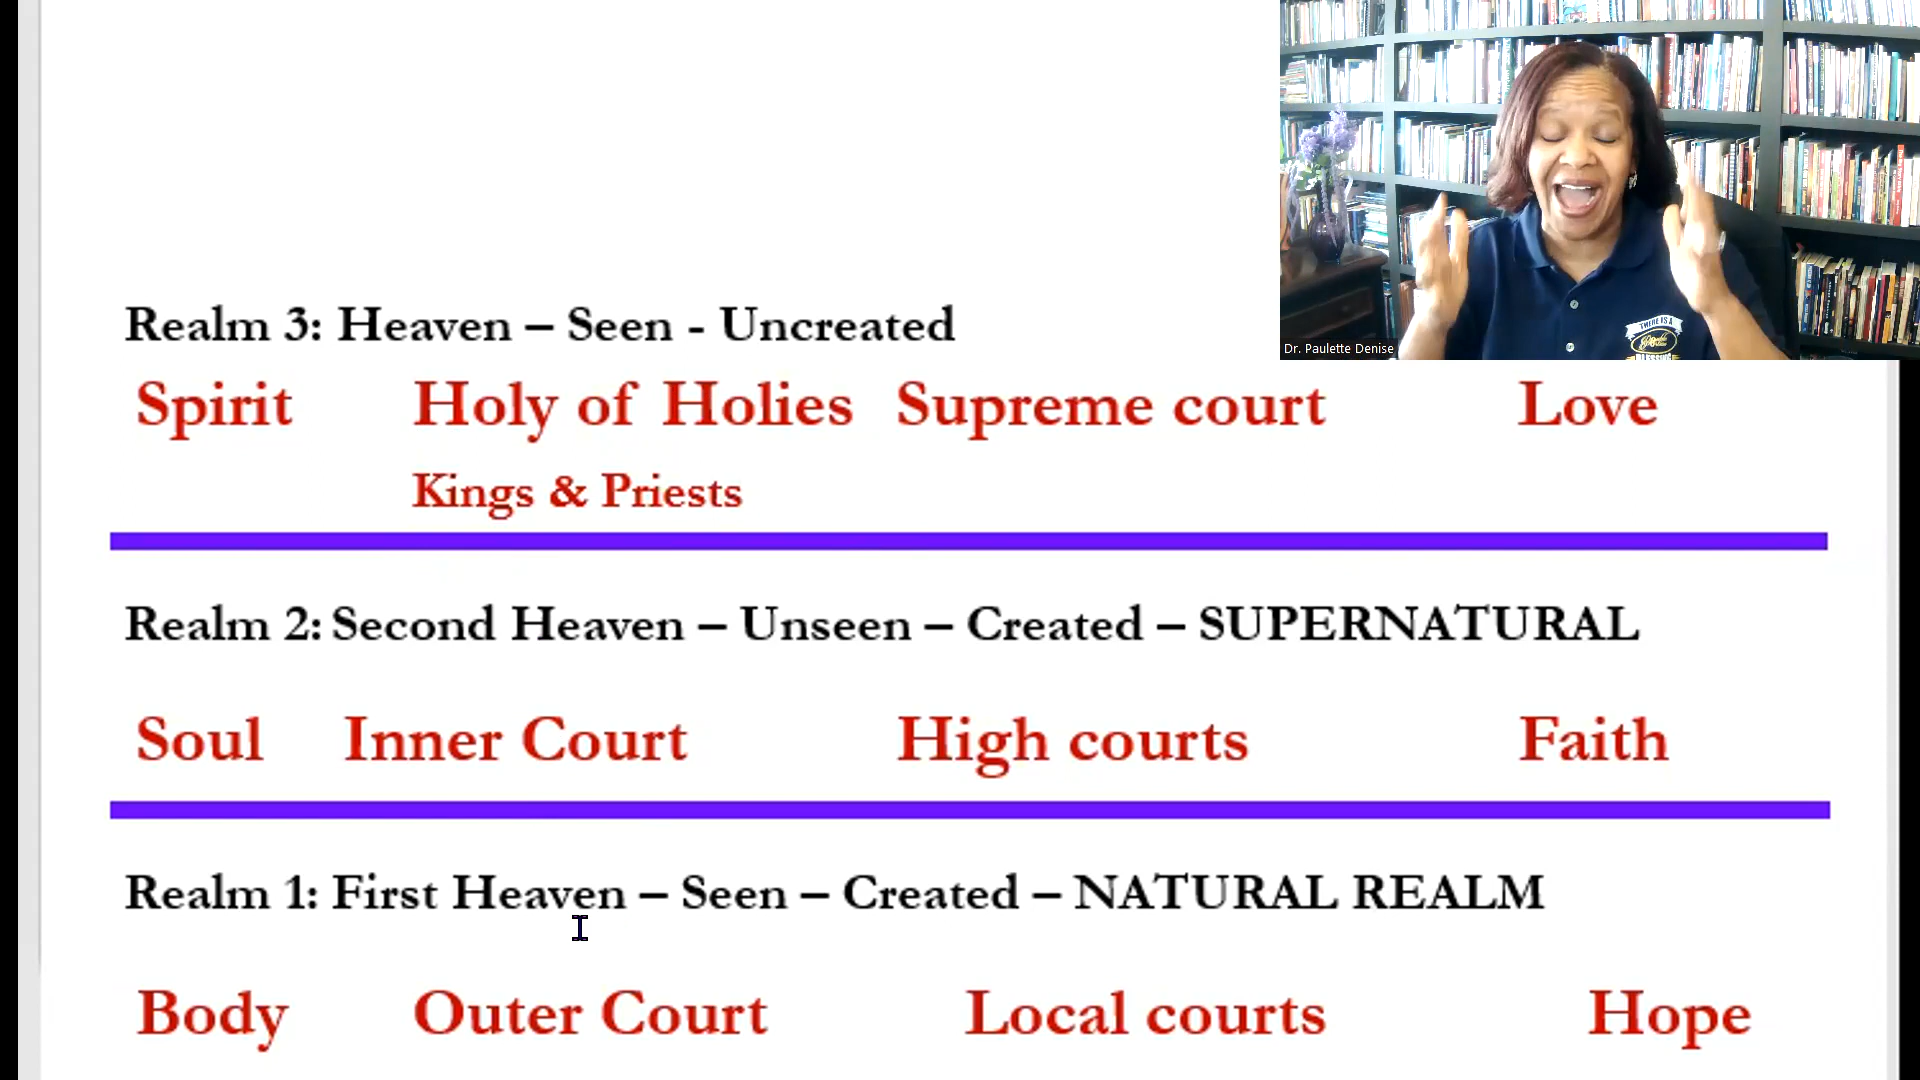 Realm 3: Heaven – Seen - Uncreated
Spirit Holy of Holies Supreme court Love
Kings & Priests
Realm 2: Second Heaven – Unseen – Created – SUPERNATURAL
Soul Inner Court High courts Faith
Realm 1: First Heaven – Seen – Created – NATURAL REALM
Body Outer Court Local courts Hope
Dr. Paulette Denise
THERE IS A